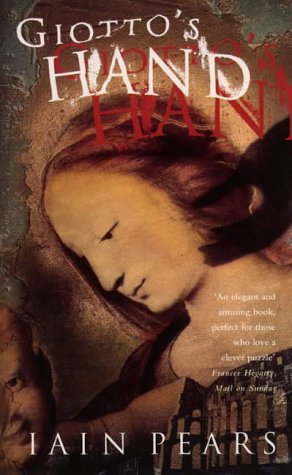 GIOTTO'S
HAND
'An elegant and
amusing book,
perfect for those
who love a
clever puzzle'
Frances Hegarty,
Mail on Sunday
IAIN PEARS